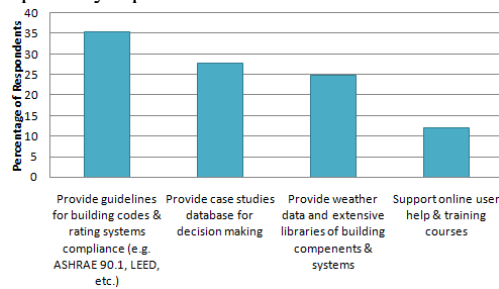 Percentage of Respondents
40
35
30
25
20
15
10
5
0
Provide guidelines
for building codes &
rating systems
compliance (e.g.
ASHRAE 90.1, LEED,
etc.)
Provide case studies
database for
decision making
Provide weather
data and extensive
libraries of building
compenents &
systems
Support online user
help & training
courses